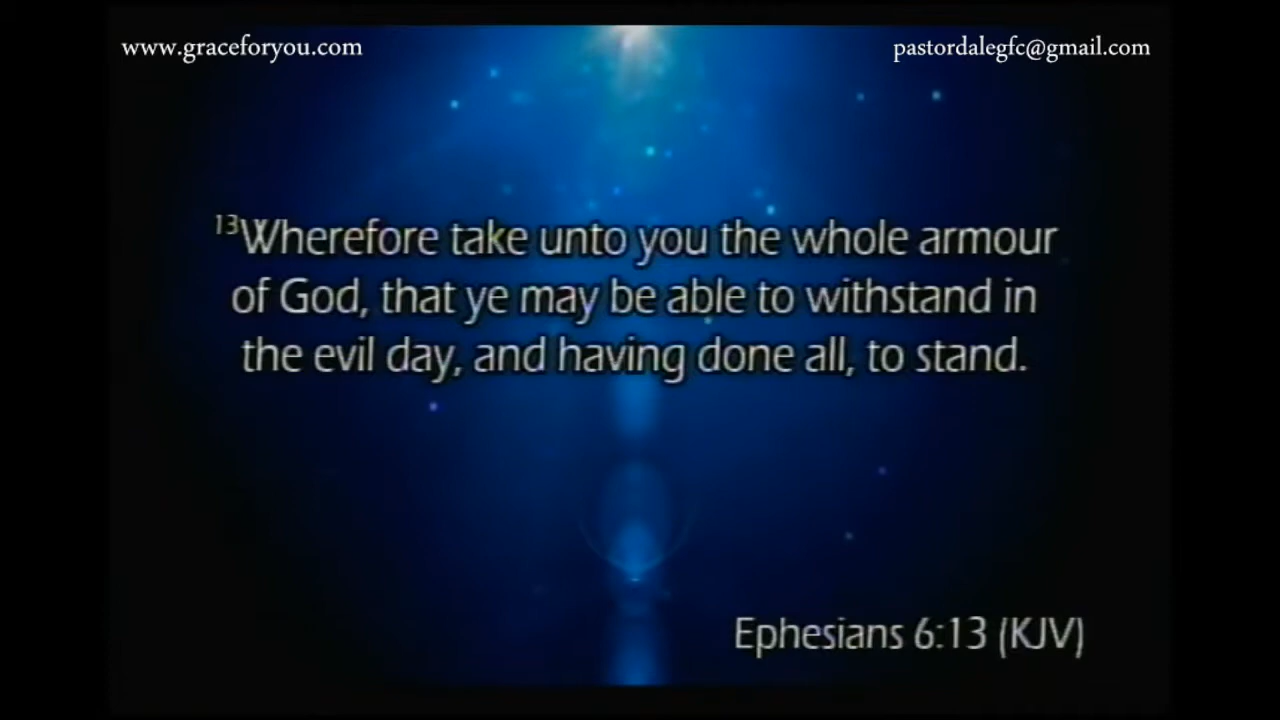 www.graceforyou.com
pastordalegfc@gmail.com
¹³Wherefore take unto you the whole armour
of God, that ye may be able to withstand in
the evil day, and having done all, to stand.
Ephesians 6:13 (KJV)